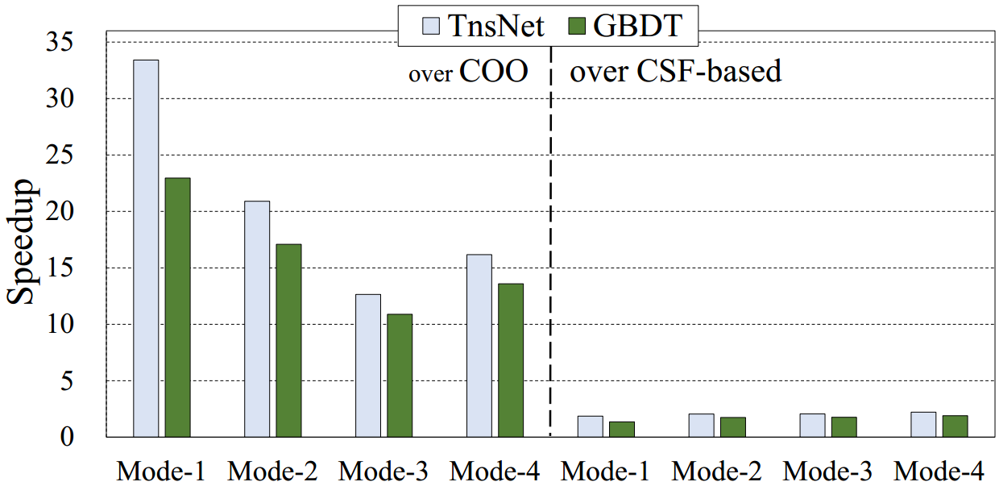 TnsNet GBDT
over COO over CSF-based
Speedup
35
30
25
20
15
10
5
0
Mode-1 Mode-2 Mode-3 Mode-4 Mode-1 Mode-2 Mode-3 Mode-4